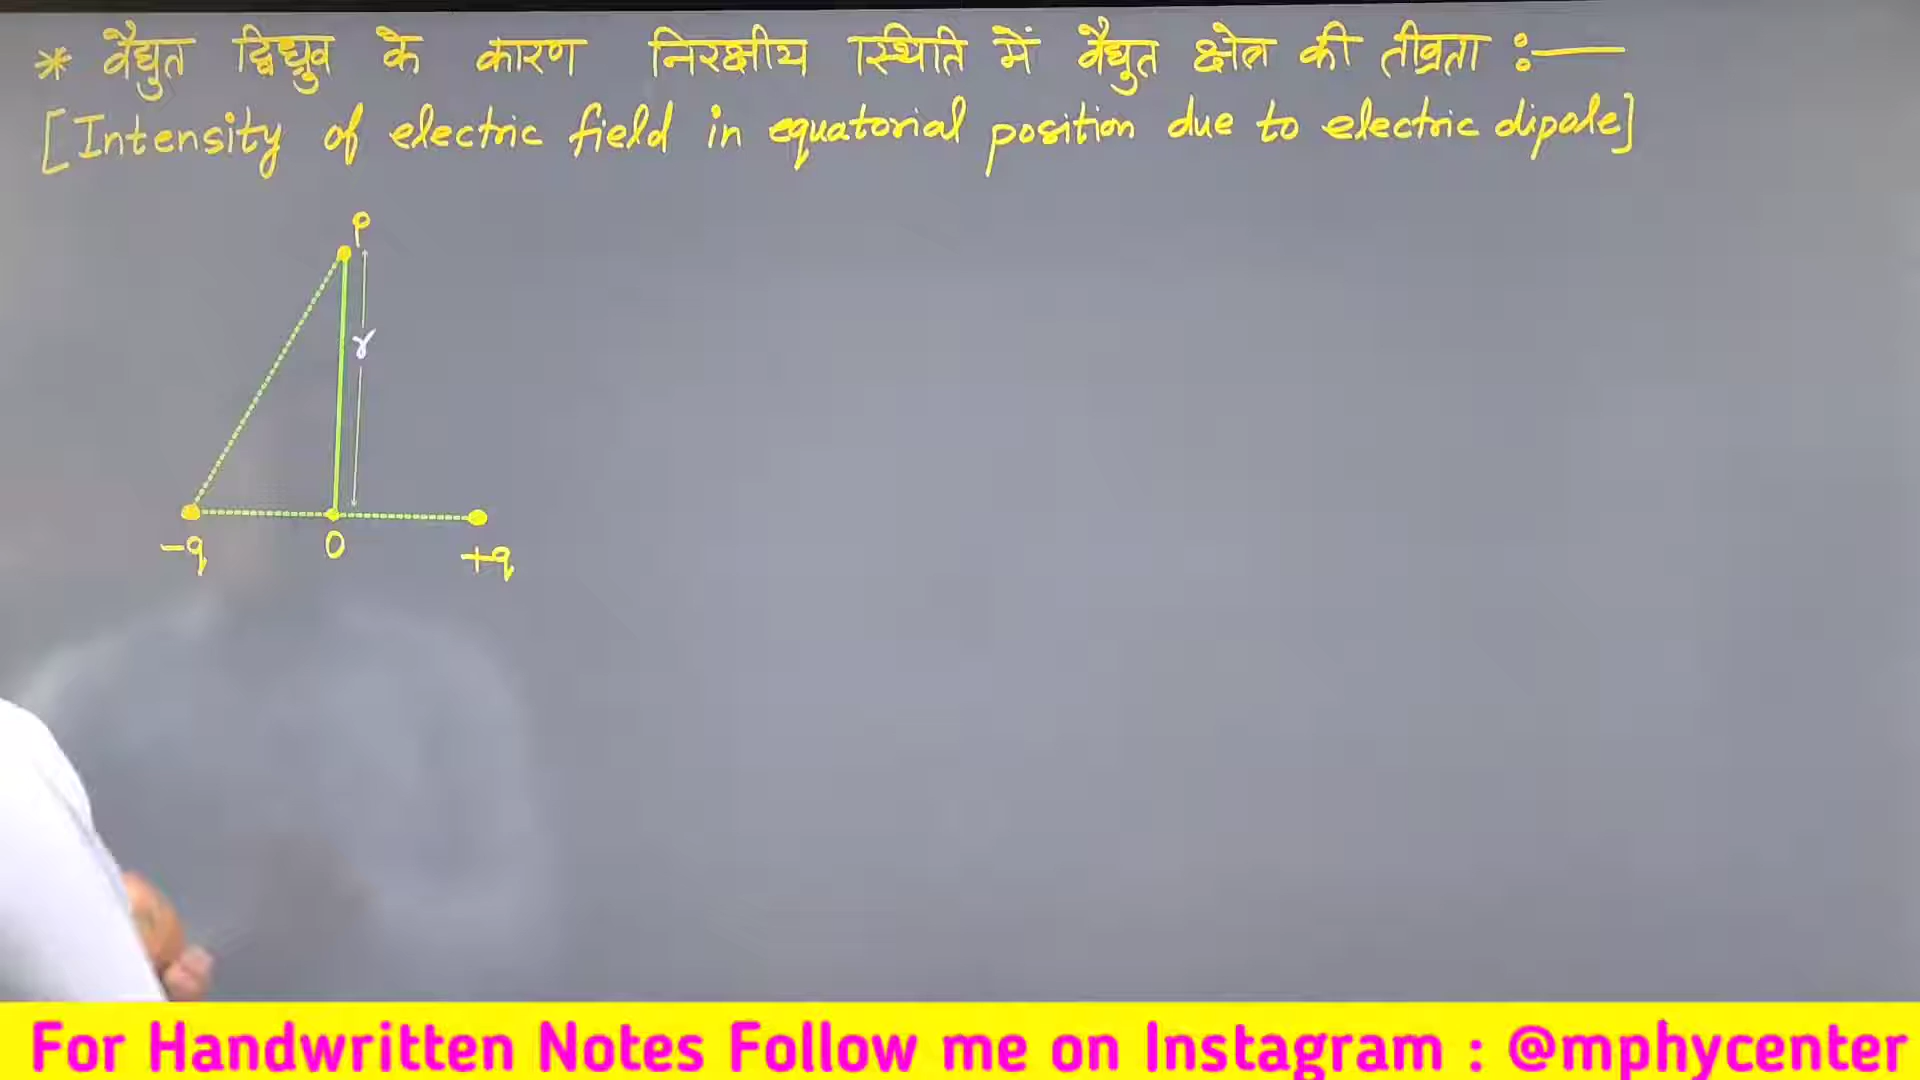 * वैद्युत द्विध्रुव के कारण निरक्षीय स्थिति में वैद्युत क्षेत्र की तीव्रता :—
[Intensity of electric field in equatorial position due to electric dipole]
P
r
-q
O
+q
For Handwritten Notes Follow me on Instagram : @mphycenter